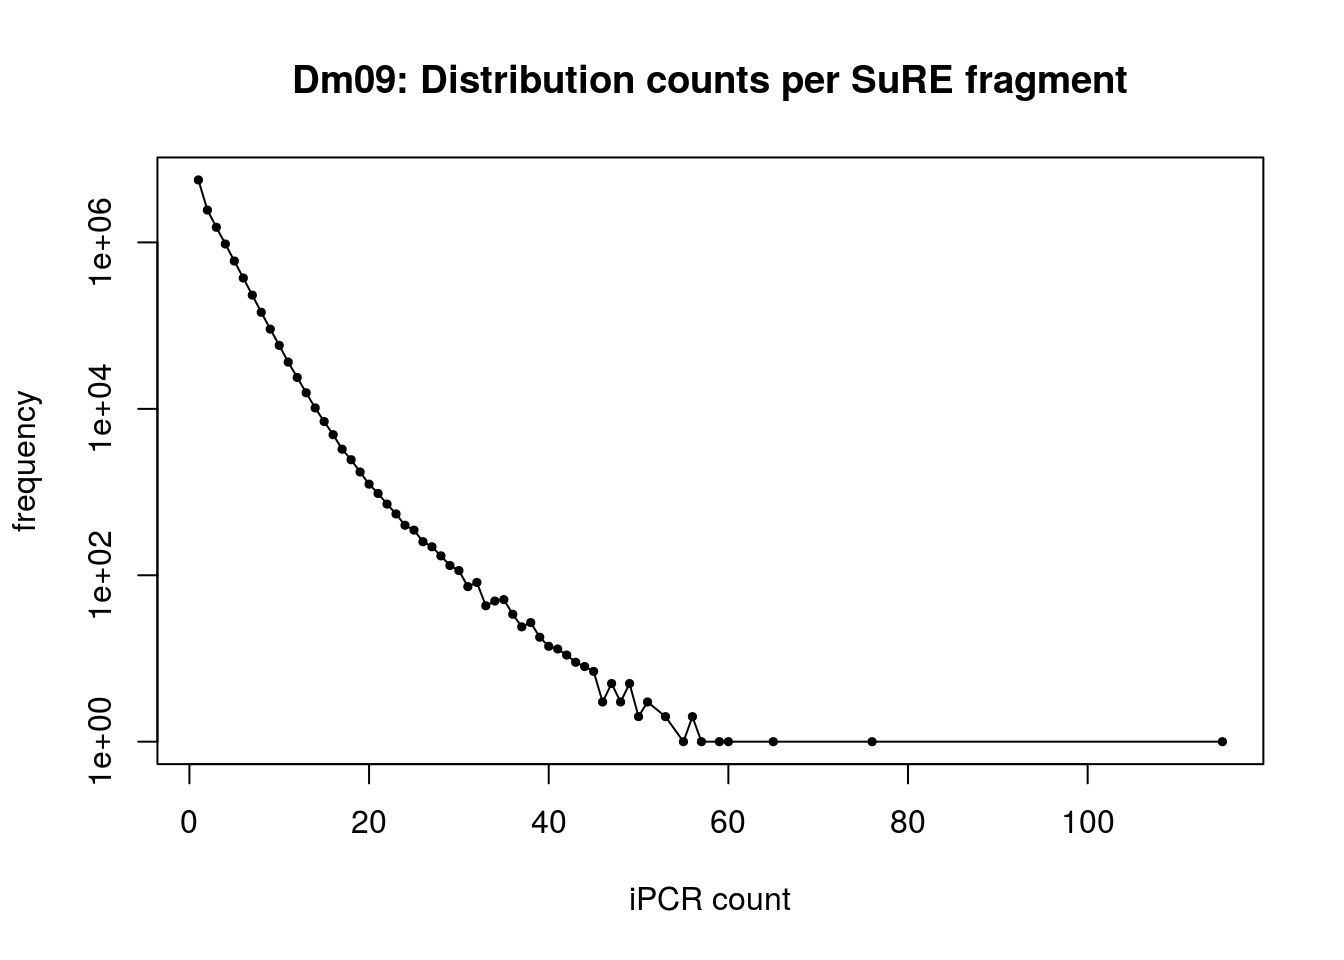 Dm09: Distribution counts per SuRE fragment
frequency
1e+06
1e+04
1e+02
1e+00
0 20 40 60 80 100
iPCR count